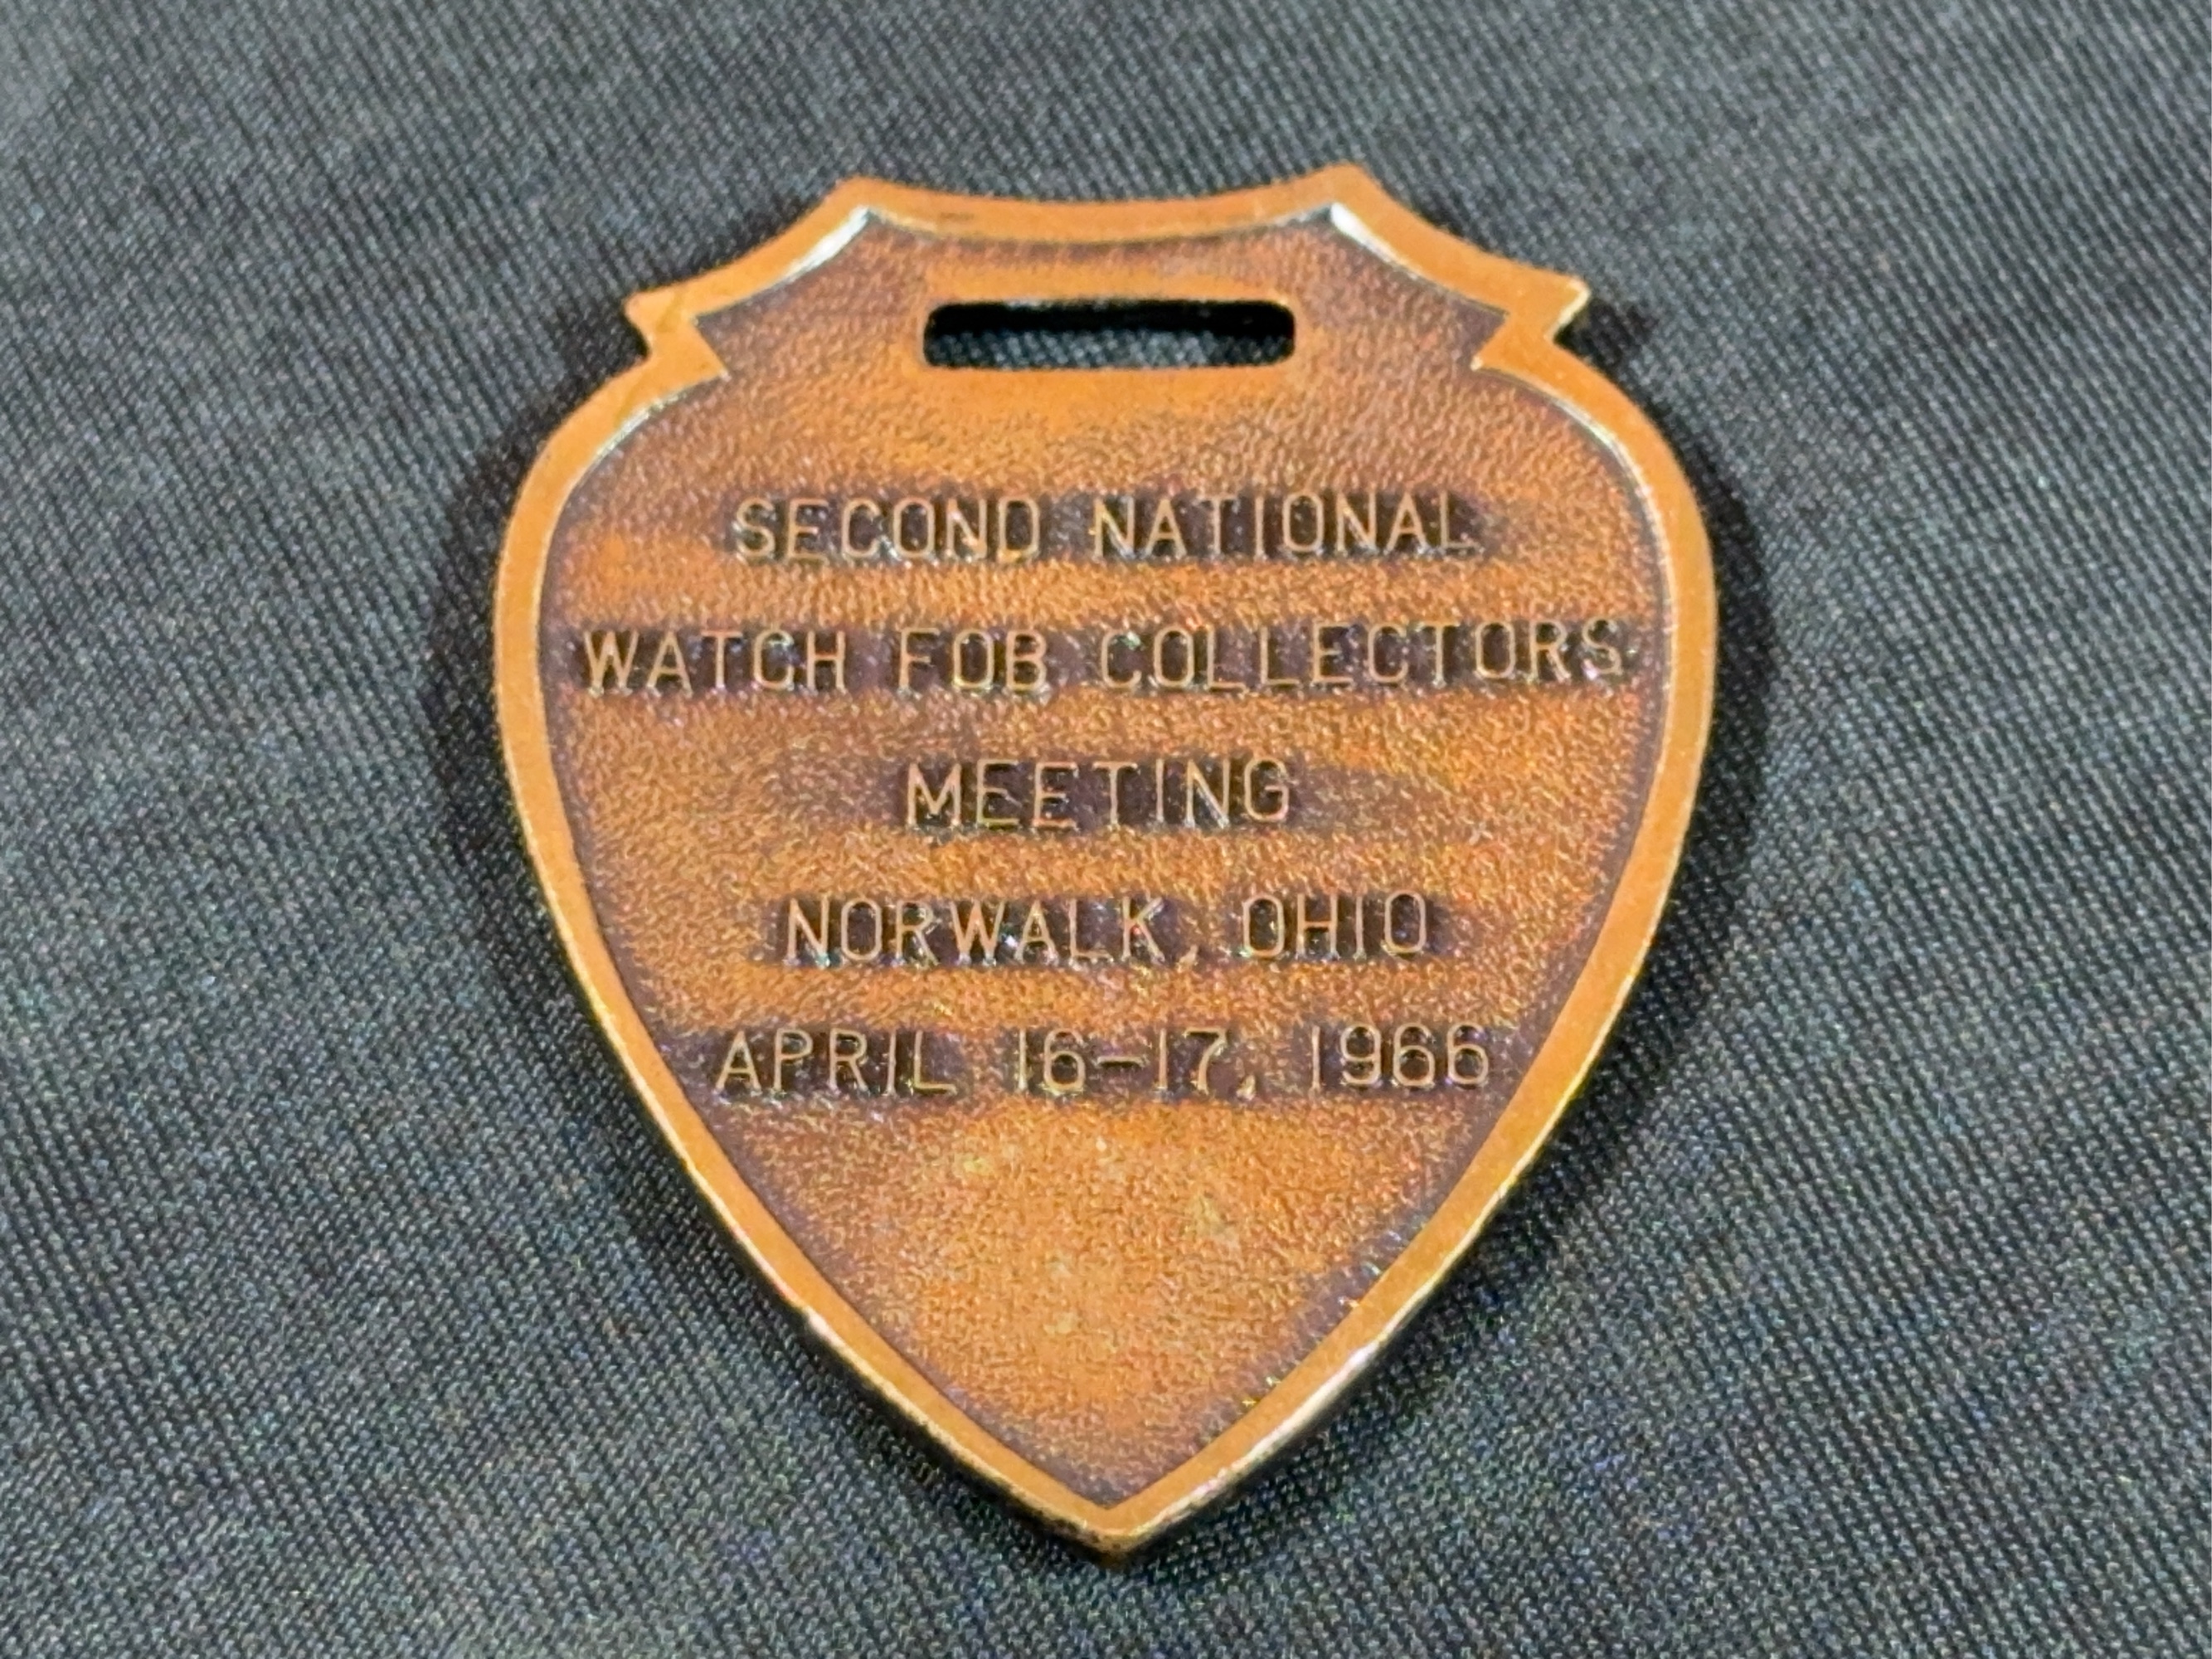 SECOND NATIONAL
WATCH FOB COLLECTORS
MEETING
NORWALK, OHIO
APRIL 16-17, 1966